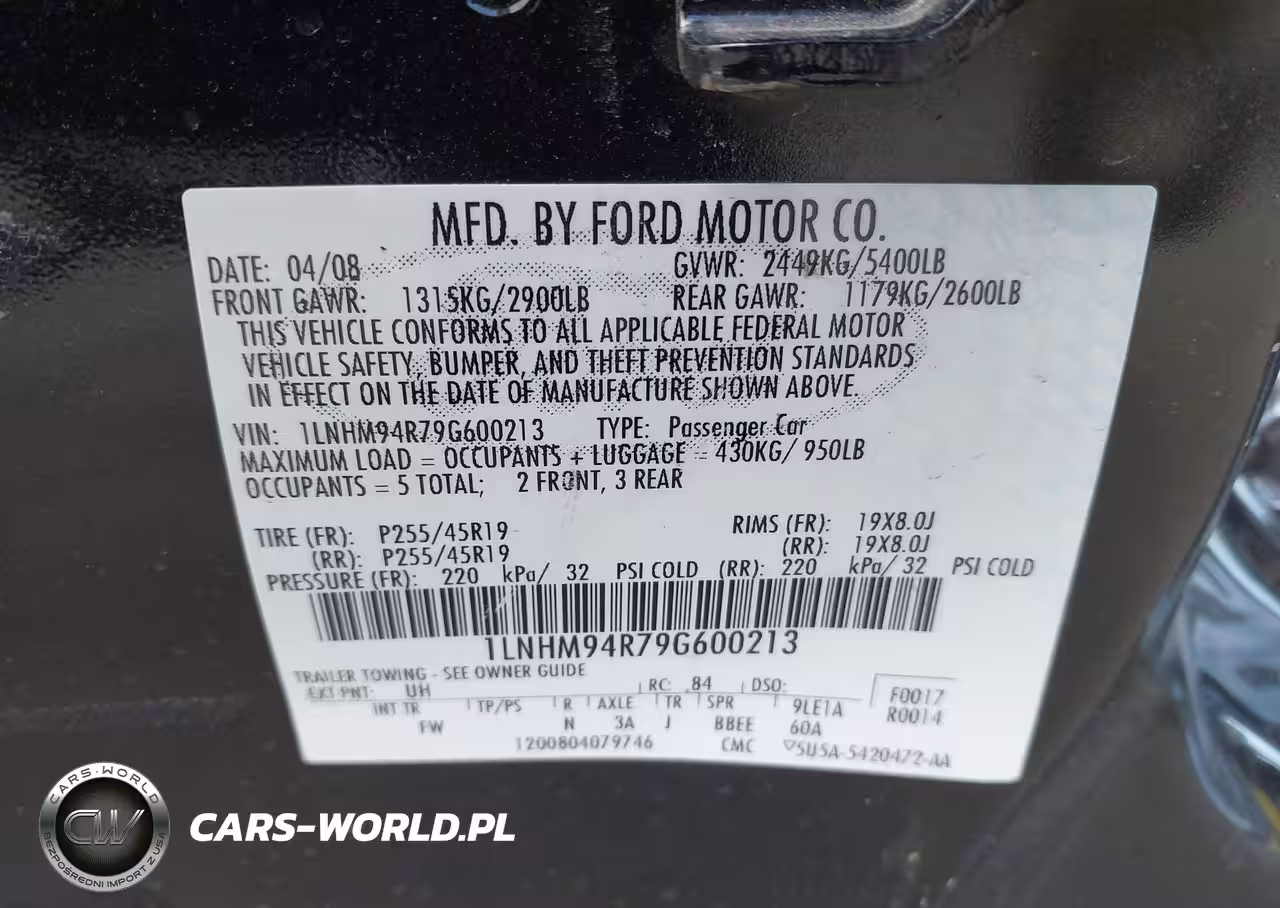 MFD. BY FORD MOTOR CO.
DATE: 04/08 GVWR: 2449KG/5400LB
FRONT GAWR: 1315KG/2900LB REAR GAWR: 1179KG/2600LB
THIS VEHICLE CONFORMS TO ALL APPLICABLE FEDERAL MOTOR
VEHICLE SAFETY, BUMPER, AND THEFT PREVENTION STANDARDS
IN EFFECT ON THE DATE OF MANUFACTURE SHOWN ABOVE.
VIN: 1LNHM94R79G600213 TYPE: Passenger Car
MAXIMUM LOAD = OCCUPANTS + LUGGAGE = 430KG/ 950LB
OCCUPANTS = 5 TOTAL; 2 FRONT, 3 REAR
TIRE (FR): P255/45R19 RIMS (FR): 19X8.0J
(RR): P255/45R19 (RR): 19X8.0J
PRESSURE (FR): 220 kPa/ 32 PSI COLD (RR): 220 kPa/ 32 PSI COLD
1LNHM94R79G600213
TRAILER TOWING - SEE OWNER GUIDE
EXT PNT: UH RC: 84 DSO: F0017
INT TR TP/PS R AXLE TR SPR 9LE1A R0014
FW N 3A J BBEE 60A
1200804079746 CMC 5U5A-5420472-AA
CARS-WORLD
CW
BEZPOŚREDNI IMPORT Z USA
CARS-WORLD.PL